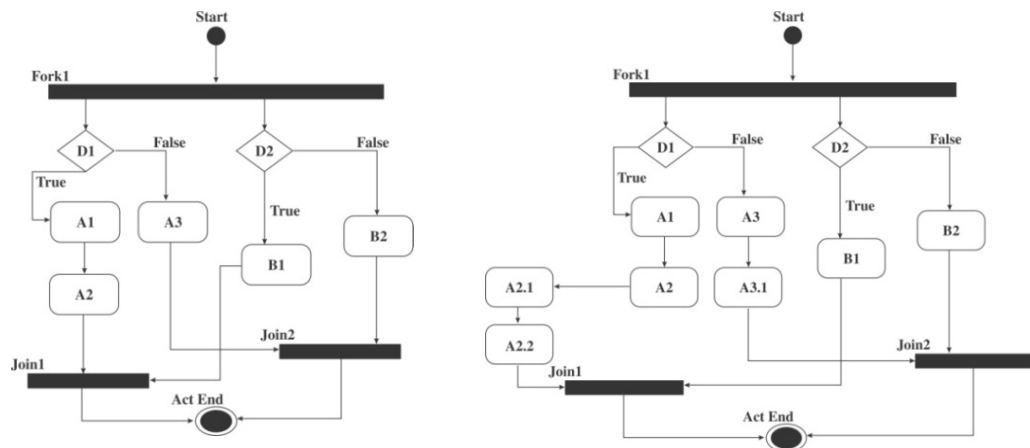 Start
Fork1
D1
False
D2
False
True
A1
A3
True
B2
B1
A2
Join2
Join1
Act End
Start
Fork1
D1
False
D2
False
True
A1
A3
True
B2
B1
A2.1
A2
A3.1
A2.2
Join2
Join1
Act End